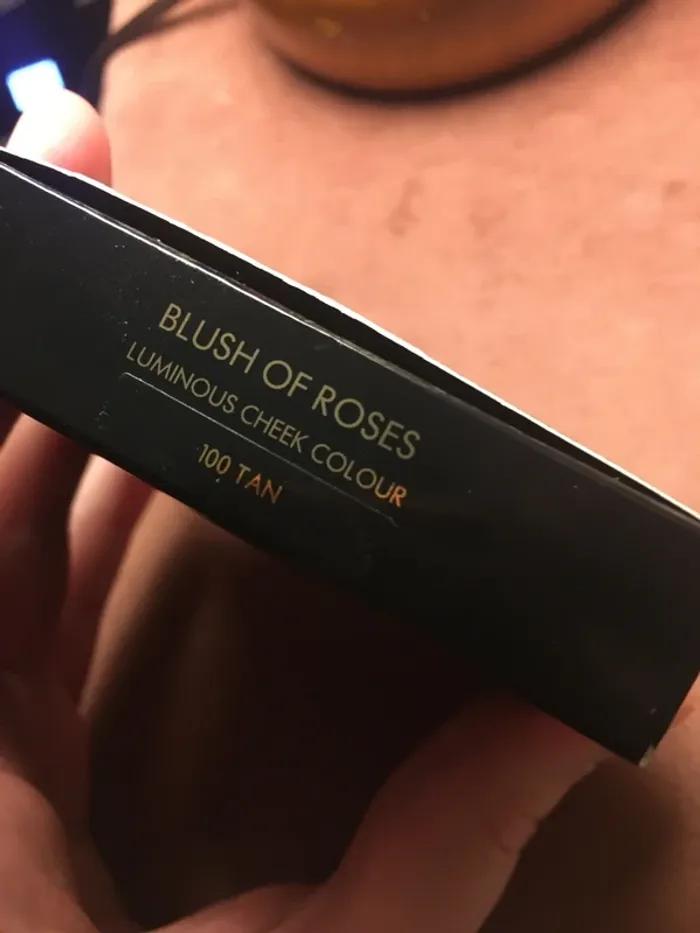 BLUSH OF ROSES
LUMINOUS CHEEK COLOUR
100 TAN